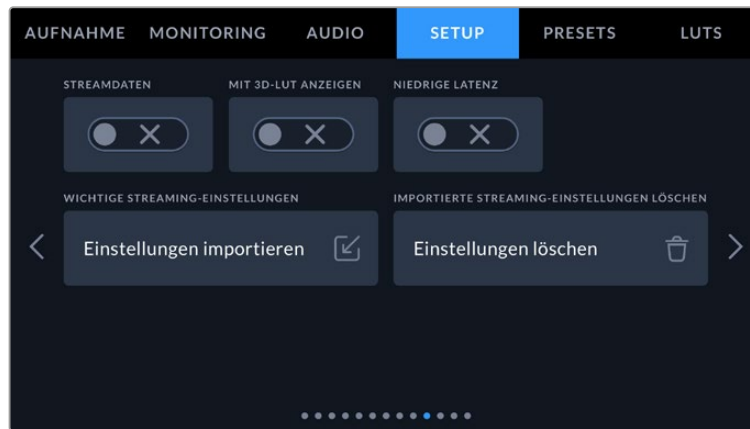 AUFNAHME MONITORING AUDIO SETUP PRESETS LUTS
STREAMDATEN MIT 3D-LUT ANZEIGEN NIEDRIGE LATENZ
WICHTIGE STREAMING-EINSTELLUNGEN IMPORTIERTE STREAMING-EINSTELLUNGEN LÖSCHEN
Einstellungen importieren Einstellungen löschen